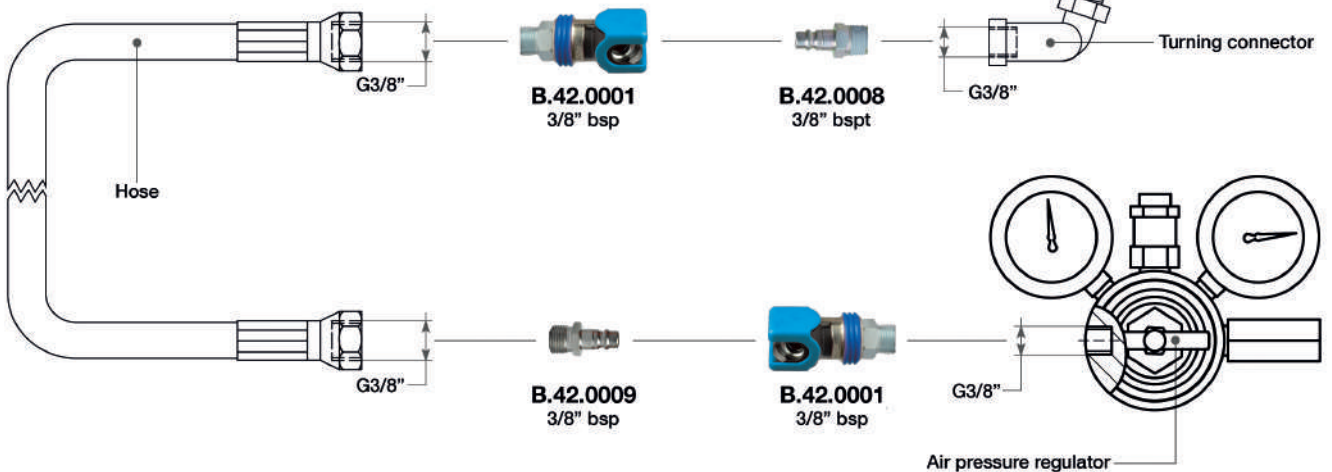 Turning connector
G3/8”
B.42.0001
3/8” bsp
B.42.0008
3/8” bspt
G3/8”
Hose
G3/8”
B.42.0009
3/8” bsp
B.42.0001
3/8” bsp
G3/8”
Air pressure regulator